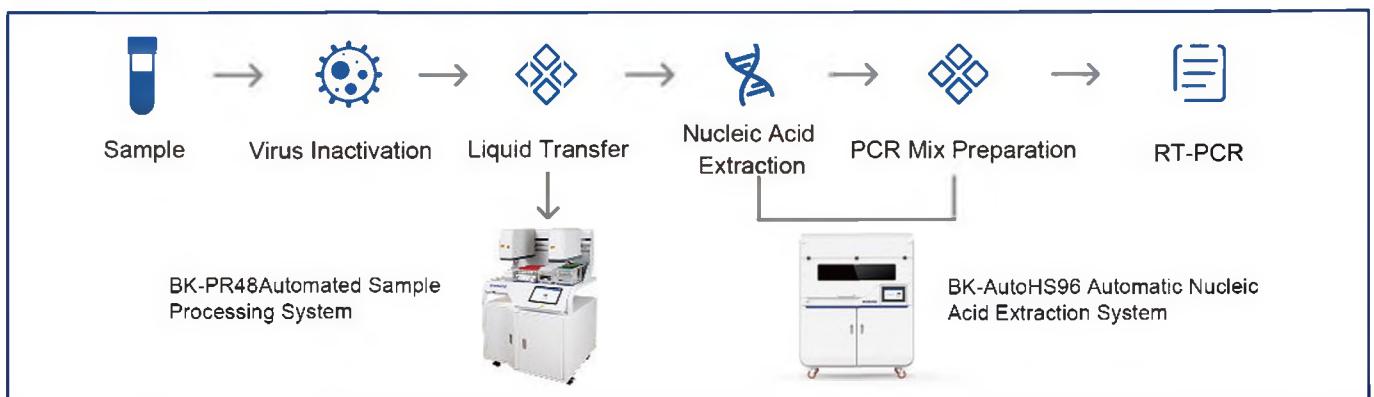 Sample
Virus Inactivation
Liquid Transfer
Nucleic Acid
Extraction
PCR Mix Preparation
RT-PCR
BK-PR48Automated Sample
Processing System
BK-AutoHS96 Automatic Nucleic
Acid Extraction System